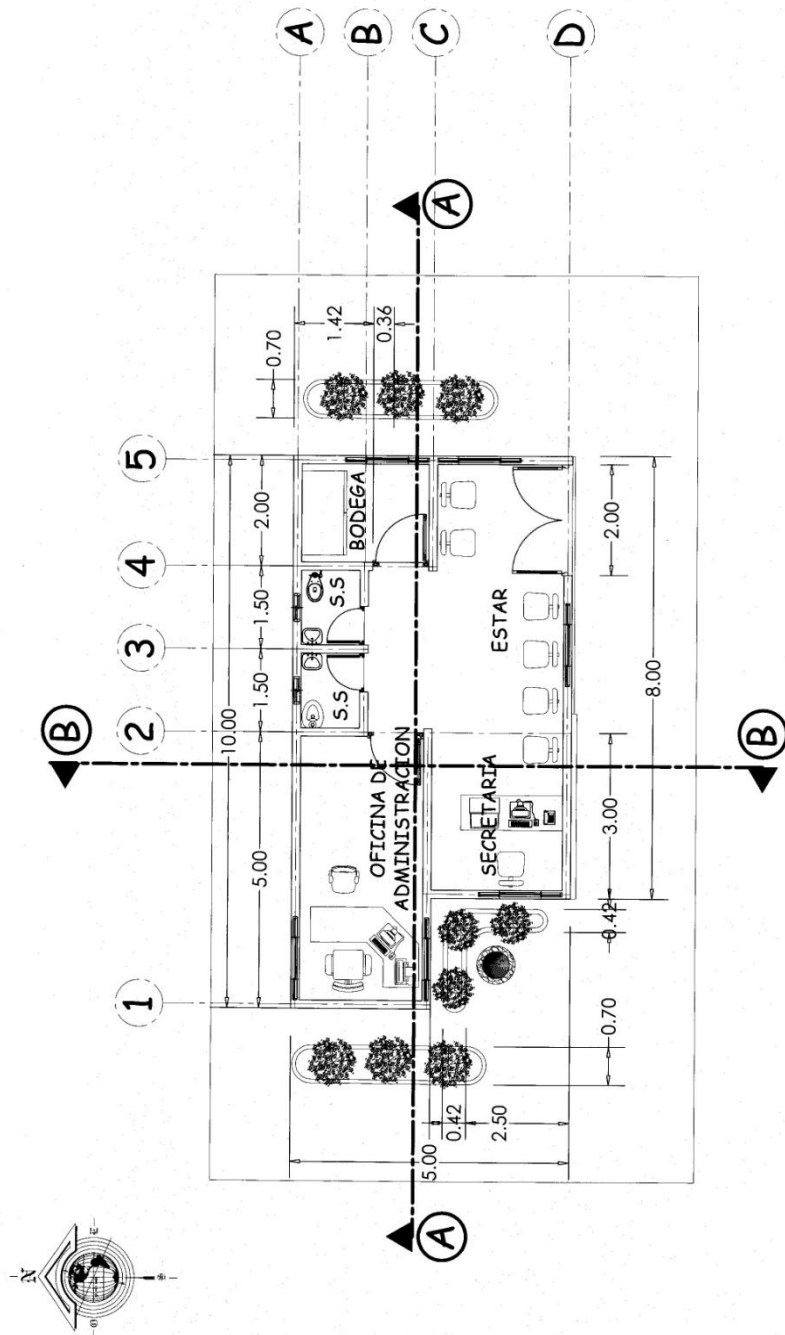 A
B
C
D
A
0.70
1.42
0.36
5
4
3
2
1
B
10.00
2.00
1.50
1.50
5.00
BODEGA
S.S
S.S
OFICINA DE
ADMINISTRACION
ESTAR
SECRETARIA
2.00
8.00
3.00
B
0.42
0.70
0.42
2.50
5.00
A
N